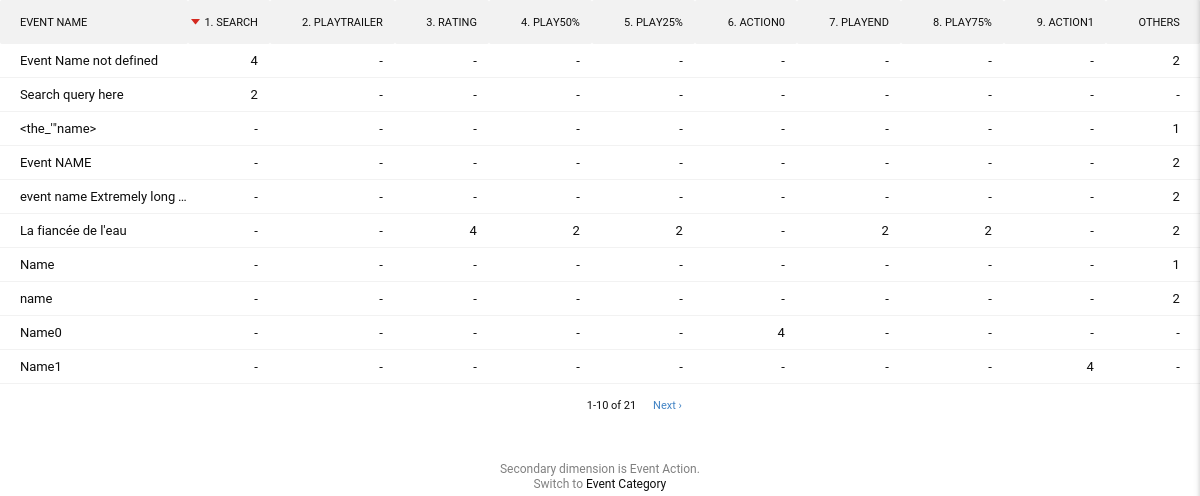 EVENT NAME 1. SEARCH 2. PLAYTRAILER 3. RATING 4. PLAY50% 5. PLAY25% 6. ACTION0 7. PLAYEND 8. PLAY75% 9. ACTION1 OTHERS
Event Name not defined 4 - - - - - - - - 2
Search query here 2 - - - - - - - - -
<the_'"name> - - - - - - - - - 1
Event NAME - - - - - - - - - 2
event name Extremely long ... - - - - - - - - - 2
La fiancée de l'eau - - 4 2 2 - 2 2 - 2
Name - - - - - - - - - 1
name - - - - - - - - - 2
Name0 - - - - - 4 - - - -
Name1 - - - - - - - - 4 -
1-10 of 21 Next ›
Secondary dimension is Event Action.
Switch to Event Category